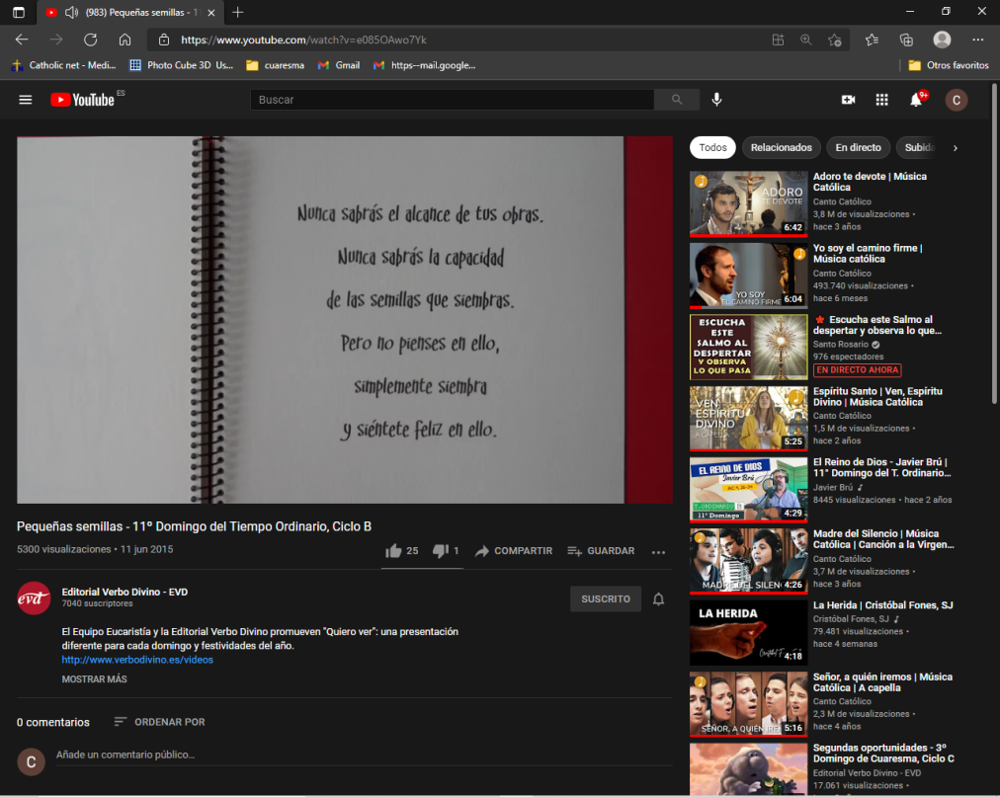 (983) Pequeñas semillas - 1
https://www.youtube.com/watch?v=e085OAwo7Yk
Catholic net - Medi...
Photo Cube 3D Us...
cuaresma
Gmail
https--mail.google...
Otros favoritos
YouTube ES
Buscar
9+
C
Nunca sabrás el alcance de tus obras.
Nunca sabrás la capacidad
de las semillas que siembras.
Pero no pienses en ello,
simplemente siembra
y siéntete feliz en ello.
Pequeñas semillas - 11º Domingo del Tiempo Ordinario, Ciclo B
5300 visualizaciones • 11 jun 2015
25
1
COMPARTIR
GUARDAR
evd
Editorial Verbo Divino - EVD
7040 suscriptores
SUSCRITO
El Equipo Eucaristía y la Editorial Verbo Divino promueven "Quiero ver": una presentación
diferente para cada domingo y festividades del año.
http://www.verbodivino.es/videos
MOSTRAR MÁS
0 comentarios
ORDENAR POR
C
Añade un comentario público...
Todos
Relacionados
En directo
Subid
ADORO
TE DEVOTE
6:42
Adoro te devote | Música
Católica
Canto Católico
3,8 M de visualizaciones •
hace 3 años
YO SOY
EL CAMINO FIRME
6:04
Yo soy el camino firme |
Música católica
Canto Católico
493.740 visualizaciones •
hace 6 meses
ESCUCHA
ESTE
SALMO AL
DESPERTAR
Y OBSERVA
LO QUE PASA
Escucha este Salmo al
despertar y observa lo que...
Santo Rosario
976 espectadores
EN DIRECTO AHORA
VEN
ESPÍRITU
DIVINO
A CAPELLA
5:25
Espíritu Santo | Ven, Espíritu
Divino | Música Católica
Canto Católico
1,5 M de visualizaciones •
hace 2 años
EL REINO DE DIOS
Javier Brú
T. ORDINARIO B
11º Domingo
4:29
El Reino de Dios - Javier Brú |
11° Domingo del T. Ordinario...
Javier Brú
8445 visualizaciones • hace 2 años
MADRE DEL SILEN
4:26
Madre del Silencio | Música
Católica | Canción a la Virgen...
Canto Católico
3,7 M de visualizaciones •
hace 3 años
LA HERIDA
4:18
La Herida | Cristóbal Fones, SJ
Cristóbal Fones, SJ
79.481 visualizaciones •
hace 4 semanas
SEÑOR, A QUIÉN IRE
5:16
Señor, a quién iremos | Música
Católica | A capella
Canto Católico
2,3 M de visualizaciones •
hace 4 años
Segundas oportunidades - 3º
Domingo de Cuaresma, Ciclo C
Editorial Verbo Divino - EVD
17.061 visualizaciones •